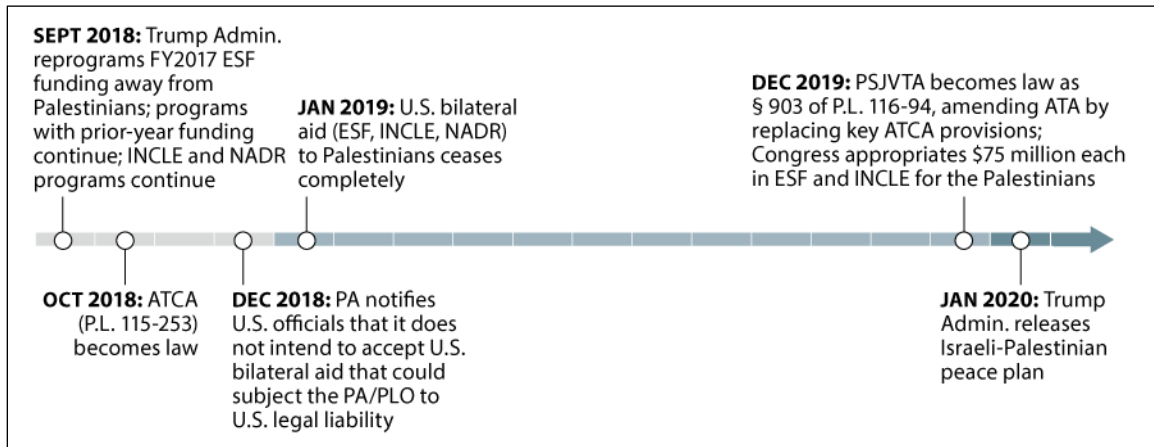 SEPT 2018: Trump Admin.
reprograms FY2017 ESF
funding away from
Palestinians; programs
with prior-year funding
continue; INCLE and NADR
programs continue
JAN 2019: U.S. bilateral
aid (ESF, INCLE, NADR)
to Palestinians ceases
completely
DEC 2019: PSJVTA becomes law as
§ 903 of P.L. 116-94, amending ATA by
replacing key ATCA provisions;
Congress appropriates $75 million each
in ESF and INCLE for the Palestinians
OCT 2018: ATCA
(P.L. 115-253)
becomes law
DEC 2018: PA notifies
U.S. officials that it does
not intend to accept U.S.
bilateral aid that could
subject the PA/PLO to
U.S. legal liability
JAN 2020: Trump
Admin. releases
Israeli-Palestinian
peace plan